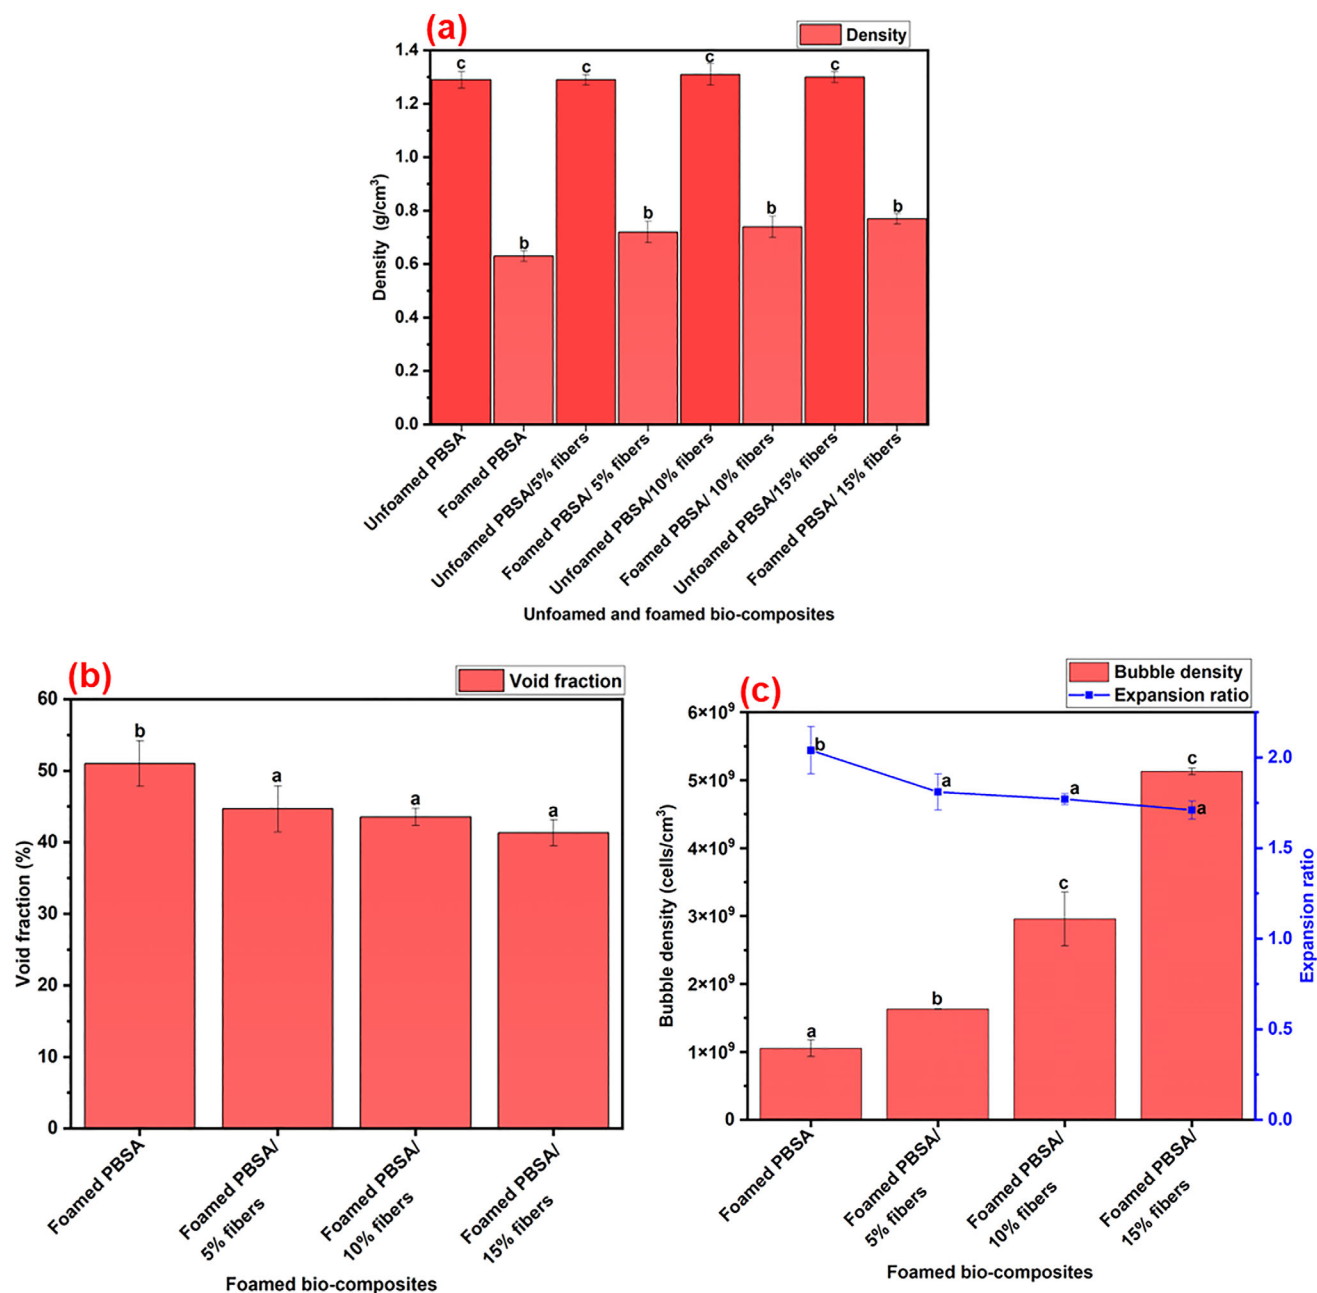 (a)
Density
1.4
1.2
1.0
0.8
0.6
0.4
0.2
0.0
Density (g/cm³)
c
b
c
b
c
b
c
b
Unfoamed PBSA
Foamed PBSA
Unfoamed PBSA/5% fibers
Foamed PBSA/ 5% fibers
Unfoamed PBSA/10% fibers
Foamed PBSA/ 10% fibers
Unfoamed PBSA/15% fibers
Foamed PBSA/ 15% fibers
Unfoamed and foamed bio-composites
(b)
Void fraction
60
50
40
30
20
10
0
Void fraction (%)
b
a
a
a
Foamed PBSA
Foamed PBSA/
5% fibers
Foamed PBSA/
10% fibers
Foamed PBSA/
15% fibers
Foamed bio-composites
(c)
Bubble density
Expansion ratio
6×10⁹
5×10⁹
4×10⁹
3×10⁹
2×10⁹
1×10⁹
0
Bubble density (cells/cm³)
b
a
a
a
a
b
c
c
2.0
1.5
1.0
0.5
0.0
Expansion ratio
Foamed PBSA
Foamed PBSA/
5% fibers
Foamed PBSA/
10% fibers
Foamed PBSA/
15% fibers
Foamed bio-composites